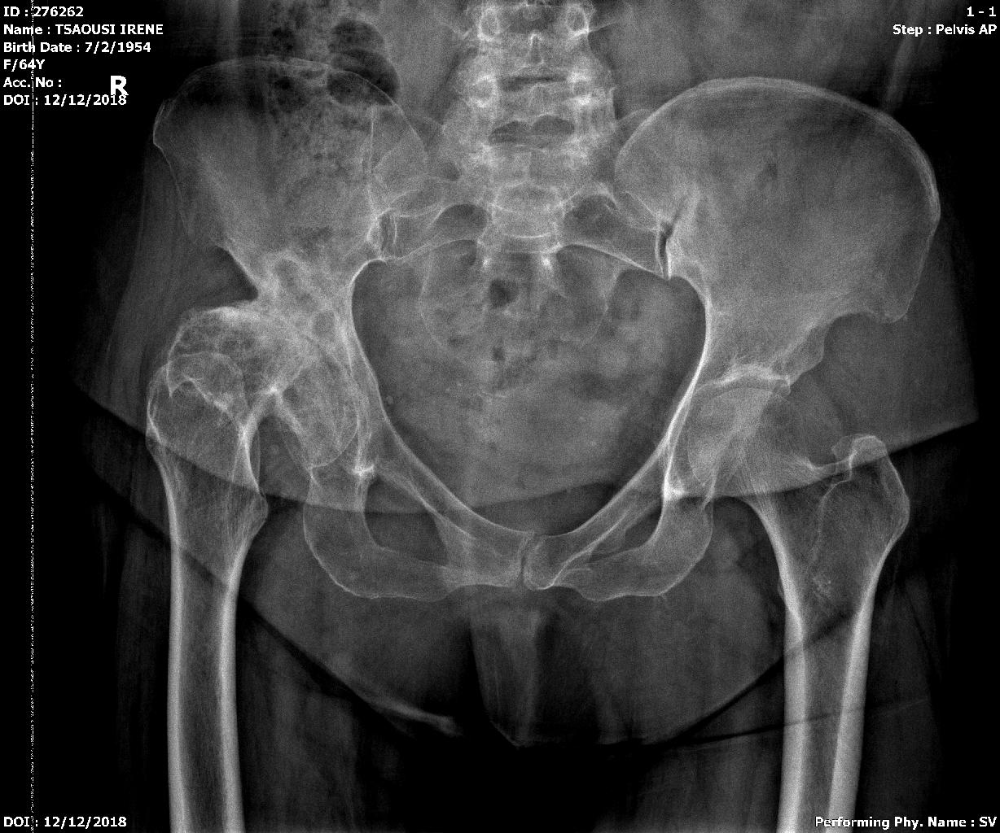 ID : 276262
Name : TSAOUSI IRENE
Birth Date : 7/2/1954
F/64Y
Acc. No :
R
DOI : 12/12/2018
1 - 1
Step : Pelvis AP
DOI : 12/12/2018
Performing Phy. Name : SV